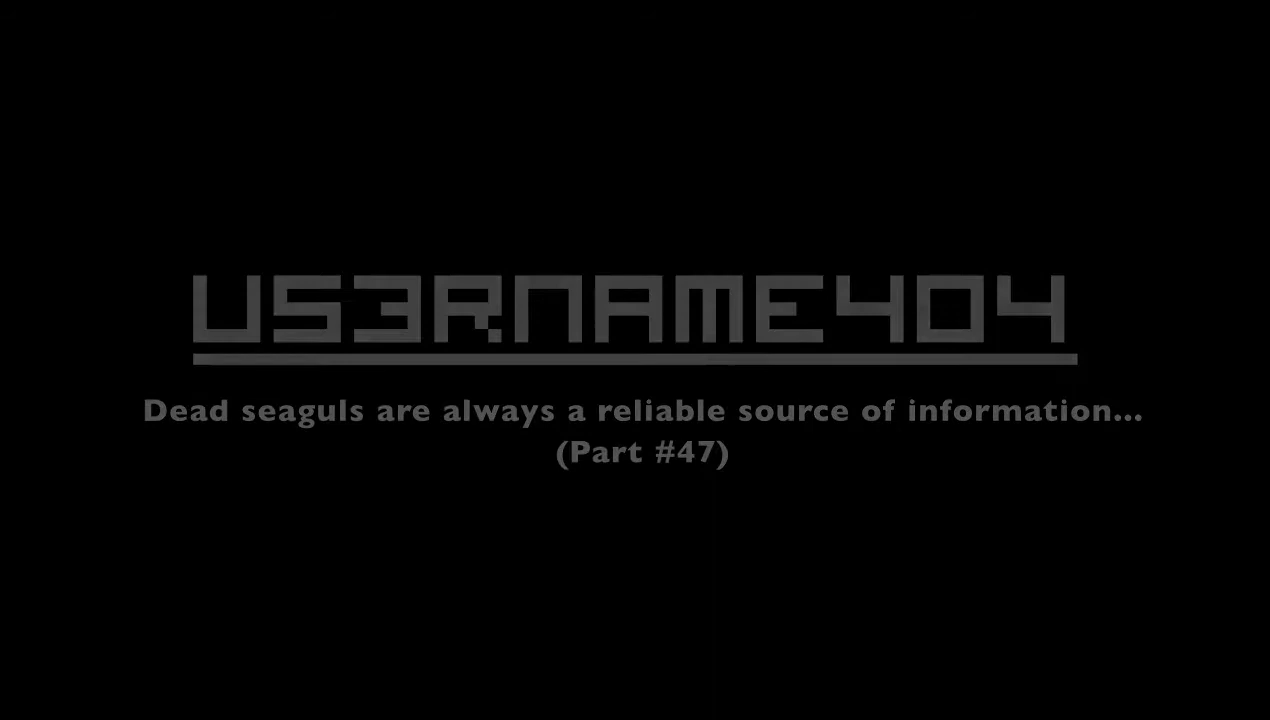 US3RNAME404
Dead seaguls are always a reliable source of information...
(Part #47)